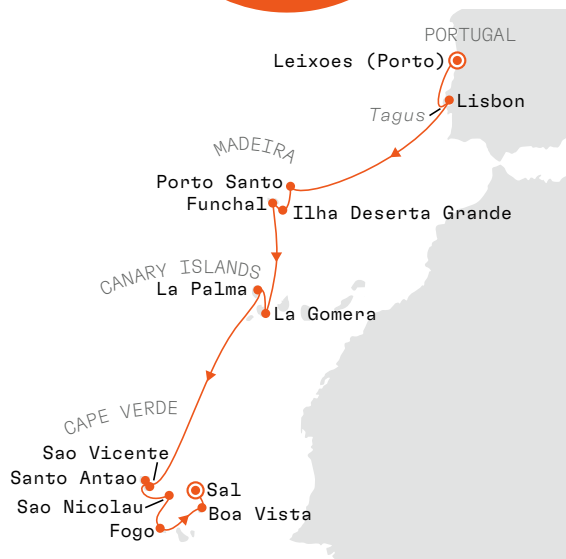 PORTUGAL
Leixoes (Porto)
Lisbon
Tagus
MADEIRA
Porto Santo
Funchal
Ilha Deserta Grande
CANARY ISLANDS
La Palma
La Gomera
CAPE VERDE
Sao Vicente
Santo Antao
Sal
Sao Nicolau
Boa Vista
Fogo